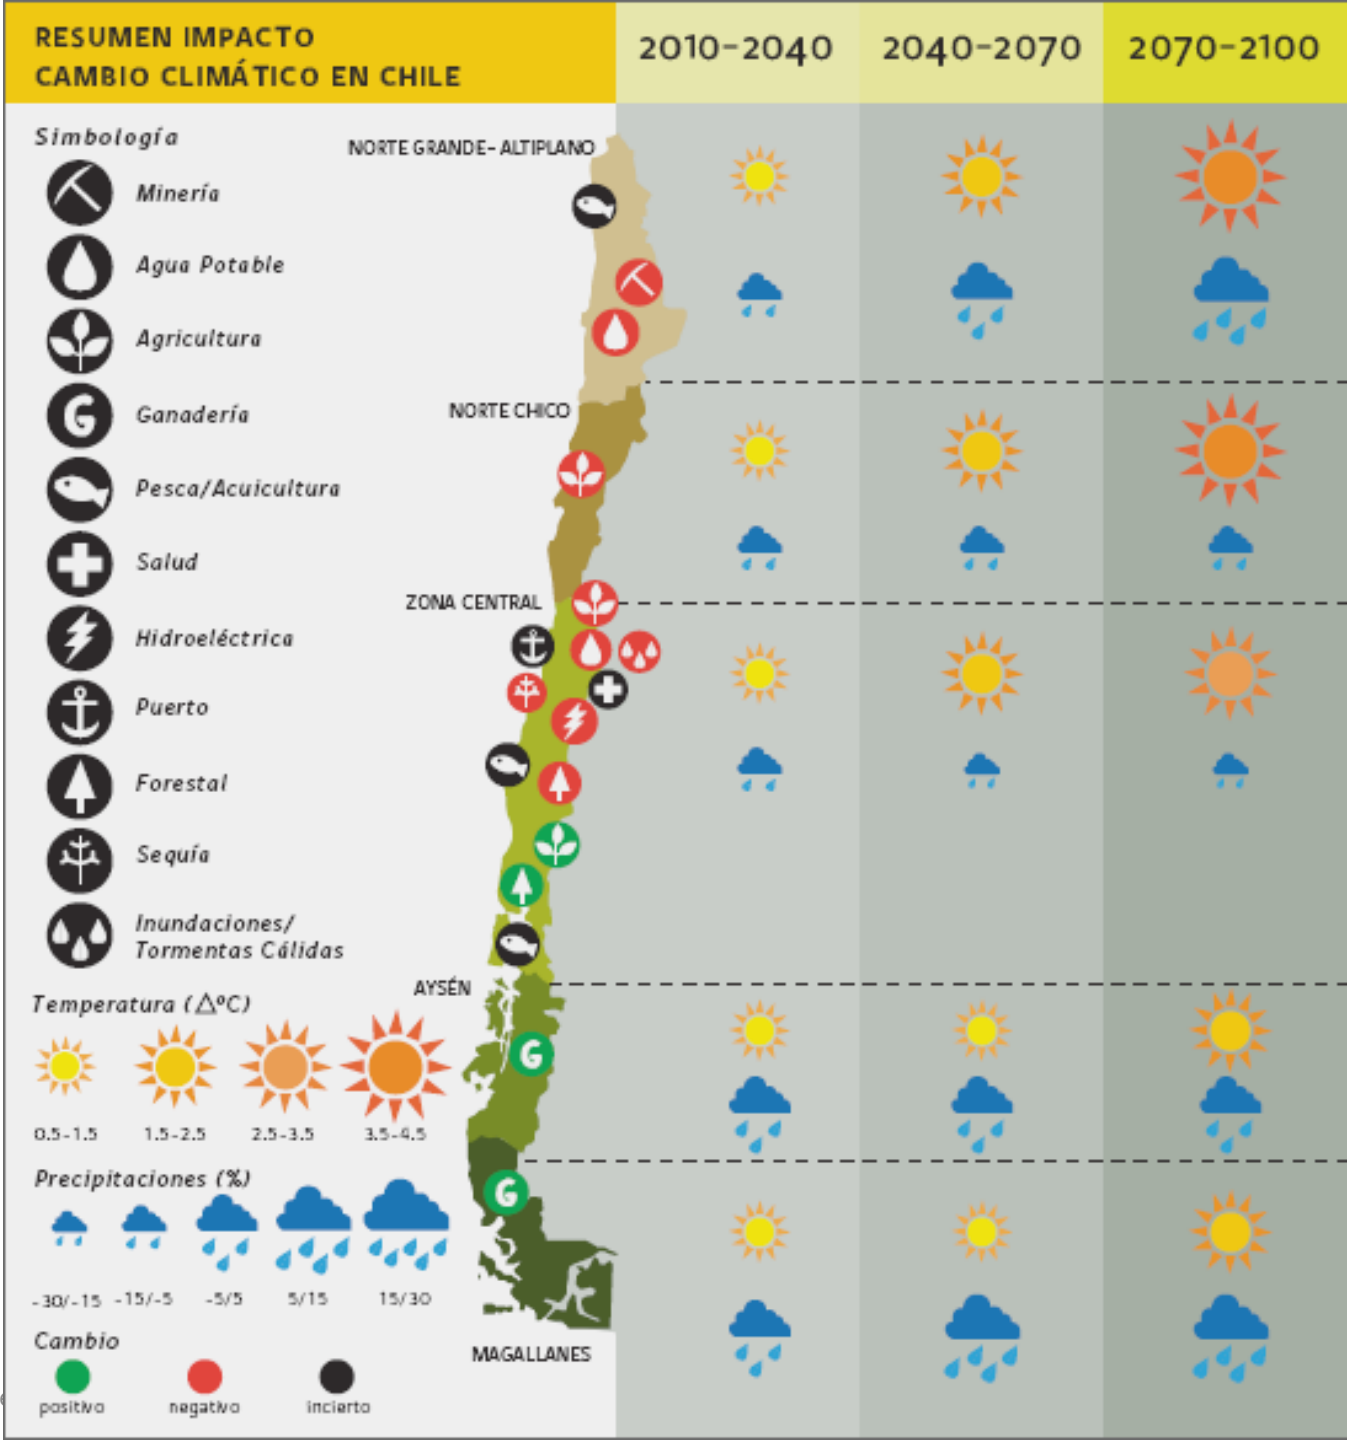 RESUMEN IMPACTO
CAMBIO CLIMÁTICO EN CHILE
2010-2040
2040-2070
2070-2100
Simbología
Minería
Agua Potable
Agricultura
Ganadería
Pesca/Acuicultura
Salud
Hidroeléctrica
Puerto
Forestal
Sequía
Inundaciones/
Tormentas Cálidas
NORTE GRANDE- ALTIPLANO
NORTE CHICO
ZONA CENTRAL
AYSÉN
MAGALLANES
G
G
G
Temperatura (△ºC)
0.5-1.5
1.5-2.5
2.5-3.5
3.5-4.5
Precipitaciones (%)
-30/-15
-15/-5
-5/5
5/15
15/30
Cambio
positivo
negativo
incierto